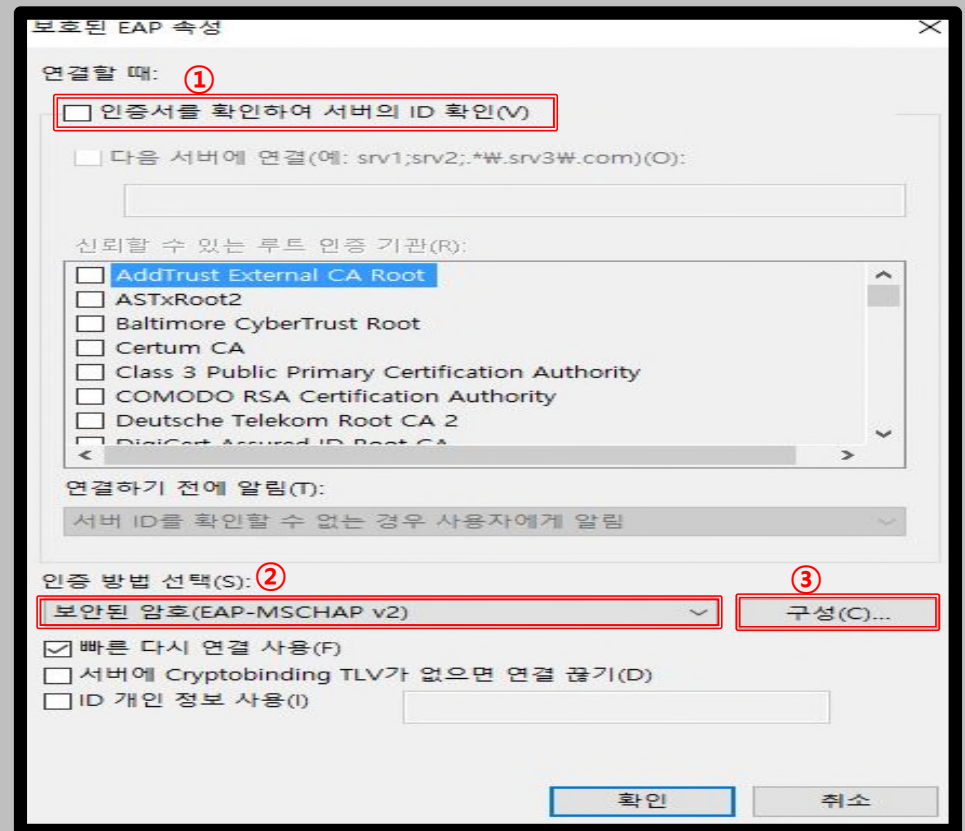 보호된 EAP 속성
연결할 때:
①
인증서를 확인하여 서버의 ID 확인(V)
다음 서버에 연결(예: srv1;srv2;.*₩.srv3₩.com)(O):
신뢰할 수 있는 루트 인증 기관(R):
AddTrust External CA Root
ASTxRoot2
Baltimore CyberTrust Root
Certum CA
Class 3 Public Primary Certification Authority
COMODO RSA Certification Authority
Deutsche Telekom Root CA 2
DigiCert Assured ID Root CA
연결하기 전에 알림(T):
서버 ID를 확인할 수 없는 경우 사용자에게 알림
인증 방법 선택(S): ② ③
보안된 암호(EAP-MSCHAP v2) 구성(C)...
빠른 다시 연결 사용(F)
서버에 Cryptobinding TLV가 없으면 연결 끊기(D)
ID 개인 정보 사용(I)
확인 취소